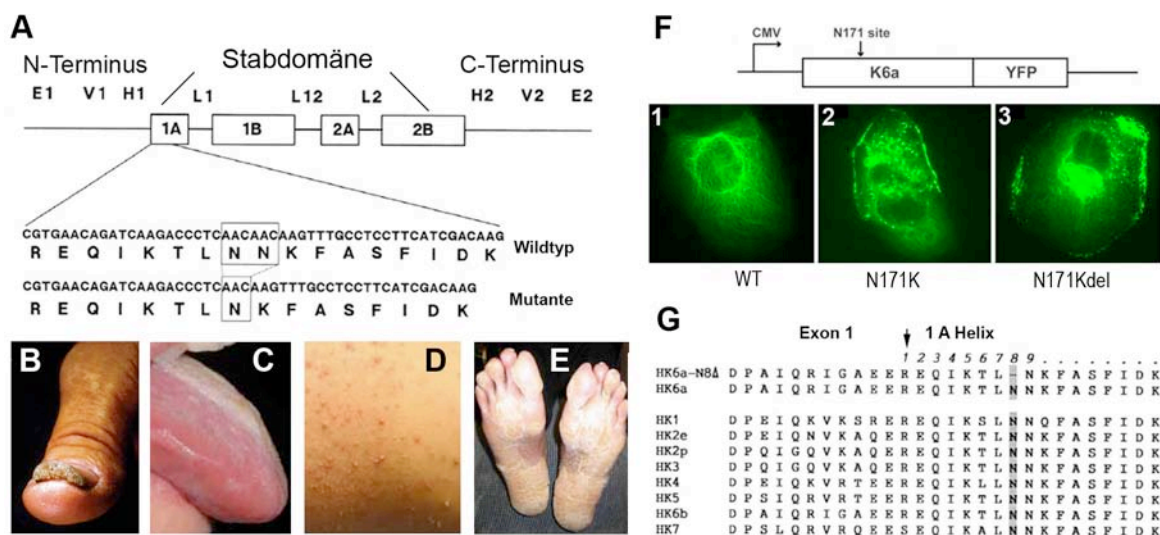 A
Stabdomäne
N-Terminus
C-Terminus
E1 V1 H1 L1 L12 L2 H2 V2 E2
1A 1B 2A 2B
CGTGAACAGATCAAGACCCTCAACAACAAGTTTGCCTCCTTCATCGACAAG
R E Q I K T L N N K F A S F I D K
Wildtyp
CGTGAACAGATCAAGACCCTCAACAAGTTTGCCTCCTTCATCGACAAG
R E Q I K T L N K F A S F I D K
Mutante
B
C
D
E
F
CMV
N171 site
K6a YFP
1
2
3
WT
N171K
N171Kdel
G
Exon 1 1 A Helix
1 2 3 4 5 6 7 8 9 . . . . . . . .
HK6a-N8Δ D P A I Q R I G A E E R E Q I K T L - N K F A S F I D K
HK6a D P A I Q R I G A E E R E Q I K T L N N K F A S F I D K
HK1 D P E I Q K V K S R E R E Q I K S L N N Q F A S F I D K
HK2e D P E I Q N V K A Q E R E Q I K T L N N K F A S F I D K
HK2p D P Q I G Q V K A Q E R E Q I K T L N N K F A S F I D K
HK3 D P Q I G Q V K A Q E R E Q I K T L N N K F A S F I D K
HK4 D P E I Q K V R T E E R E Q I K L L N N K F A S F I D K
HK5 D P S I Q R V R T E E R E Q I K T L N N K F A S F I D K
HK6b D P A I Q R I G A E E R E Q I K T L N N K F A S F I D K
HK7 D P S L Q R V R Q E E S E Q I K A L N N K F A S F I D K